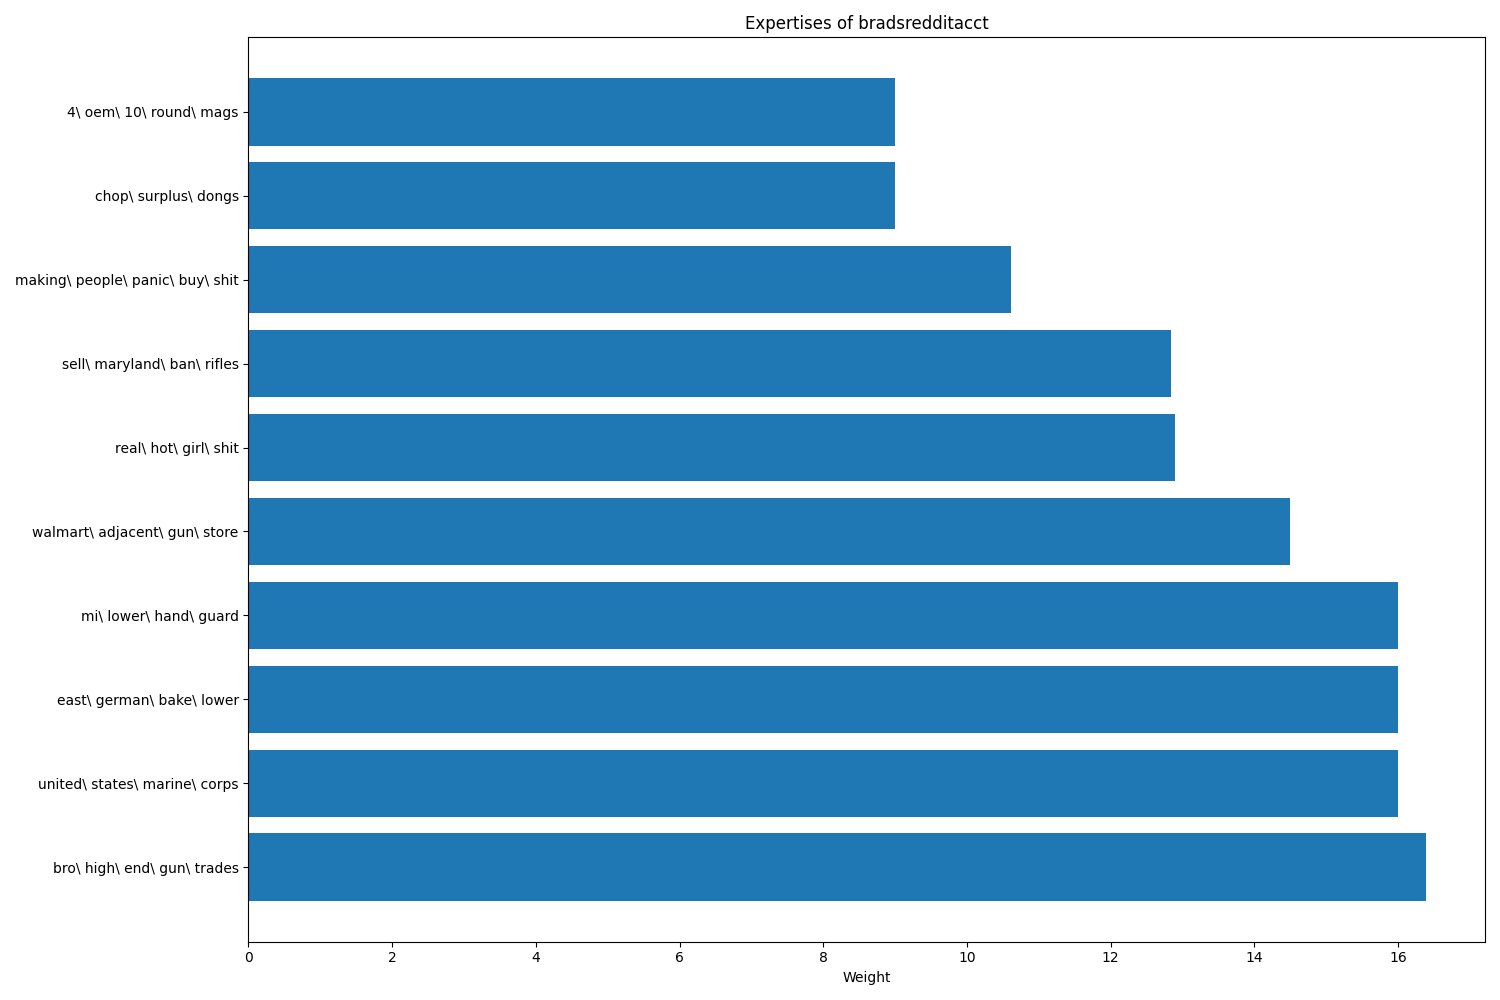 Expertises of bradsredditacct
4\ oem\ 10\ round\ mags
chop\ surplus\ dongs
making\ people\ panic\ buy\ shit
sell\ maryland\ ban\ rifles
real\ hot\ girl\ shit
walmart\ adjacent\ gun\ store
mi\ lower\ hand\ guard
east\ german\ bake\ lower
united\ states\ marine\ corps
bro\ high\ end\ gun\ trades
0 2 4 6 8 10 12 14 16
Weight